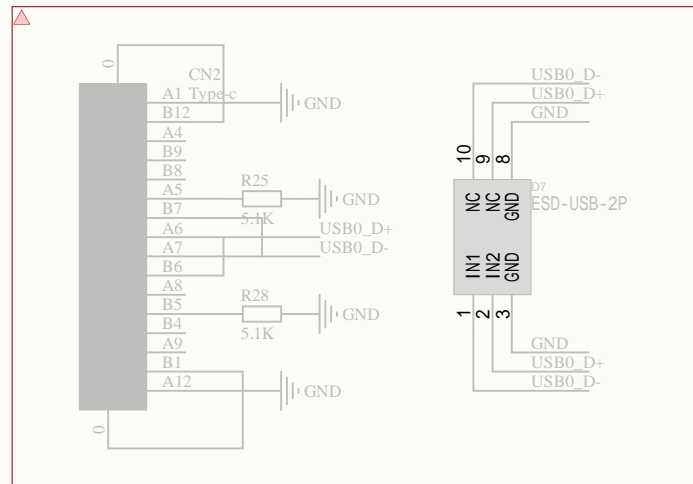 0
CN2
A1 Type-c
B12
GND
A4
B9
B8
A5
R25
5.1K
GND
B7
A6
USB0_D+
A7
USB0_D-
B6
A8
B5
R28
5.1K
GND
B4
A9
B1
A12
GND
0
USB0_D-
USB0_D+
GND
10
9
8
D7
ESD-USB-2P
NC
NC
GND
IN1
IN2
GND
1
2
3
GND
USB0_D+
USB0_D-